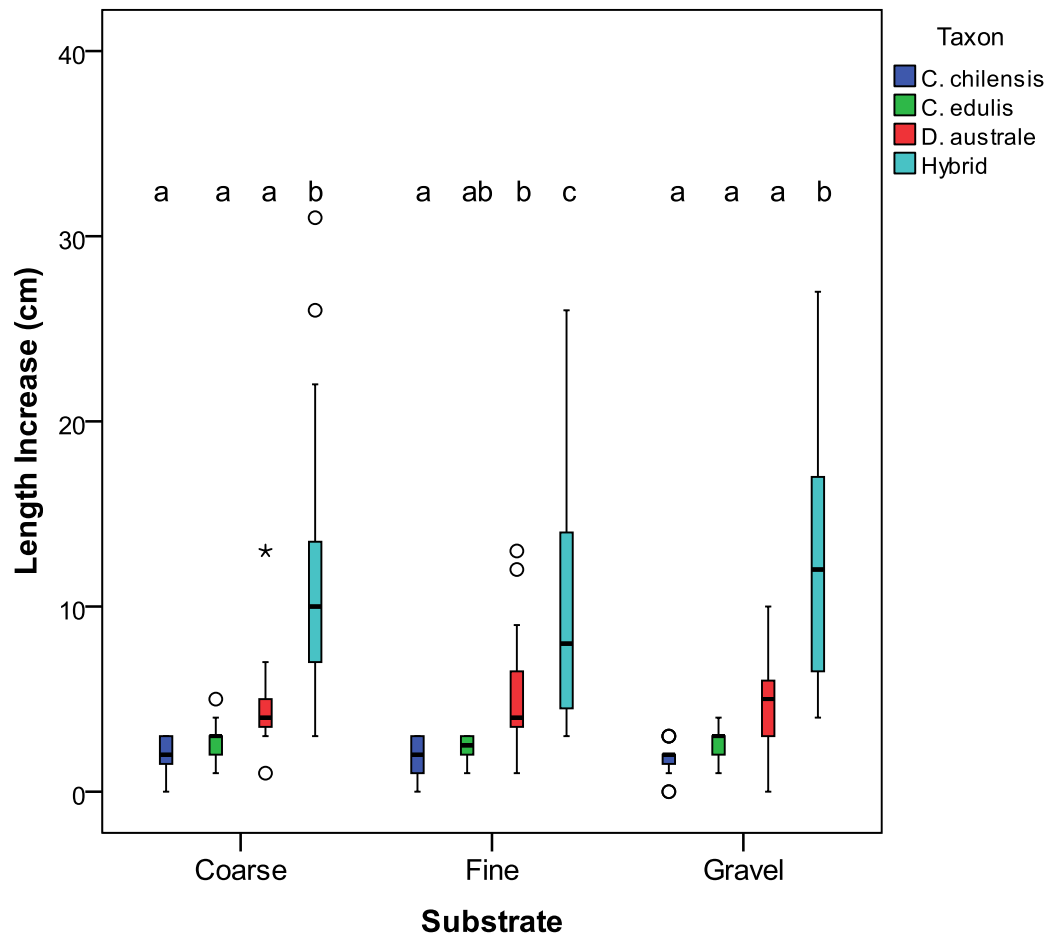 Taxon
C. chilensis
C. edulis
D. australe
Hybrid
40
30
20
10
0
Length Increase (cm)
a a a b a ab b c a a a b
Coarse Fine Gravel
Substrate